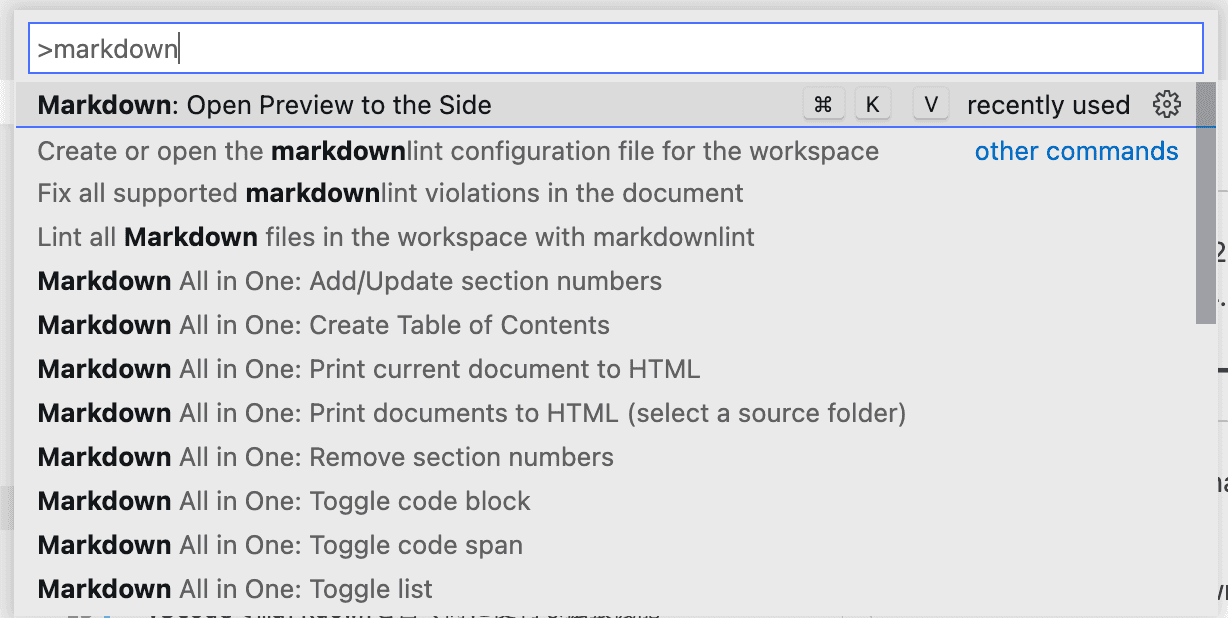 >markdown
Markdown: Open Preview to the Side ⌘ K V recently used
Create or open the markdownlint configuration file for the workspace other commands
Fix all supported markdownlint violations in the document
Lint all Markdown files in the workspace with markdownlint
Markdown All in One: Add/Update section numbers
Markdown All in One: Create Table of Contents
Markdown All in One: Print current document to HTML
Markdown All in One: Print documents to HTML (select a source folder)
Markdown All in One: Remove section numbers
Markdown All in One: Toggle code block
Markdown All in One: Toggle code span
Markdown All in One: Toggle list